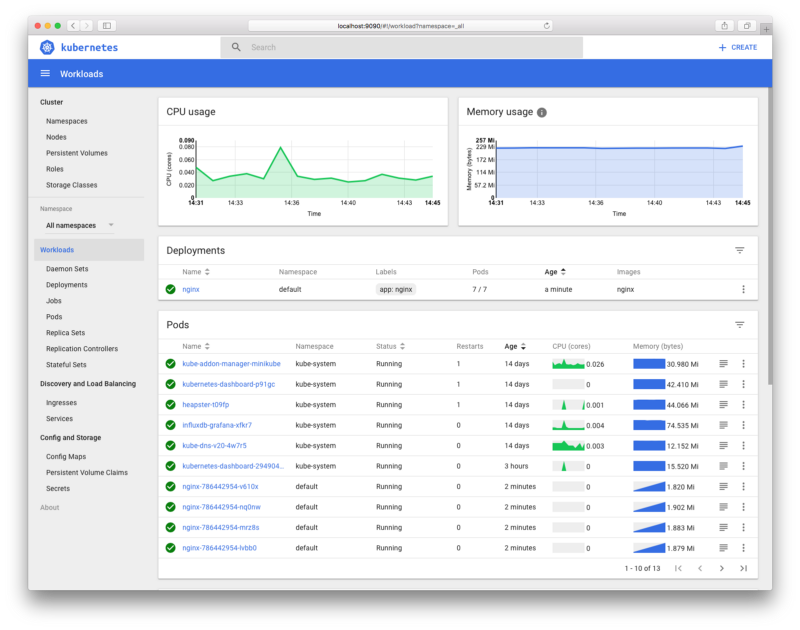 localhost:9090/#!/workload?namespace=_all
kubernetes
Search
+ CREATE
Workloads
Cluster
Namespaces
Nodes
Persistent Volumes
Roles
Storage Classes
Namespace
All namespaces
Workloads
Daemon Sets
Deployments
Jobs
Pods
Replica Sets
Replication Controllers
Stateful Sets
Discovery and Load Balancing
Ingresses
Services
Config and Storage
Config Maps
Persistent Volume Claims
Secrets
About
CPU usage
CPU (cores)
0.090
0.080
0.060
0.040
0.020
0
14:31 14:33 14:36 14:40 14:43 14:45
Time
Memory usage
Memory (bytes)
257 Mi
229 Mi
172 Mi
114 Mi
57.2 Mi
0
14:31 14:33 14:36 14:40 14:43 14:45
Time
Deployments
Name Namespace Labels Pods Age Images
nginx default app: nginx 7 / 7 a minute nginx
Pods
Name Namespace Status Restarts Age CPU (cores) Memory (bytes)
kube-addon-manager-minikube kube-system Running 1 14 days 0.026 30.980 Mi
kubernetes-dashboard-p91gc kube-system Running 1 14 days 0 42.410 Mi
heapster-t09fp kube-system Running 1 14 days 0.001 44.066 Mi
influxdb-grafana-xfkr7 kube-system Running 0 14 days 0.004 74.535 Mi
kube-dns-v20-4w7r5 kube-system Running 0 14 days 0.003 12.152 Mi
kubernetes-dashboard-294904... kube-system Running 0 3 hours 0 15.520 Mi
nginx-786442954-v610x default Running 0 2 minutes 0 1.820 Mi
nginx-786442954-nq0nw default Running 0 2 minutes 0 1.902 Mi
nginx-786442954-mrz8s default Running 0 2 minutes 0 1.883 Mi
nginx-786442954-lvbb0 default Running 0 2 minutes 0 1.879 Mi
1 - 10 of 13